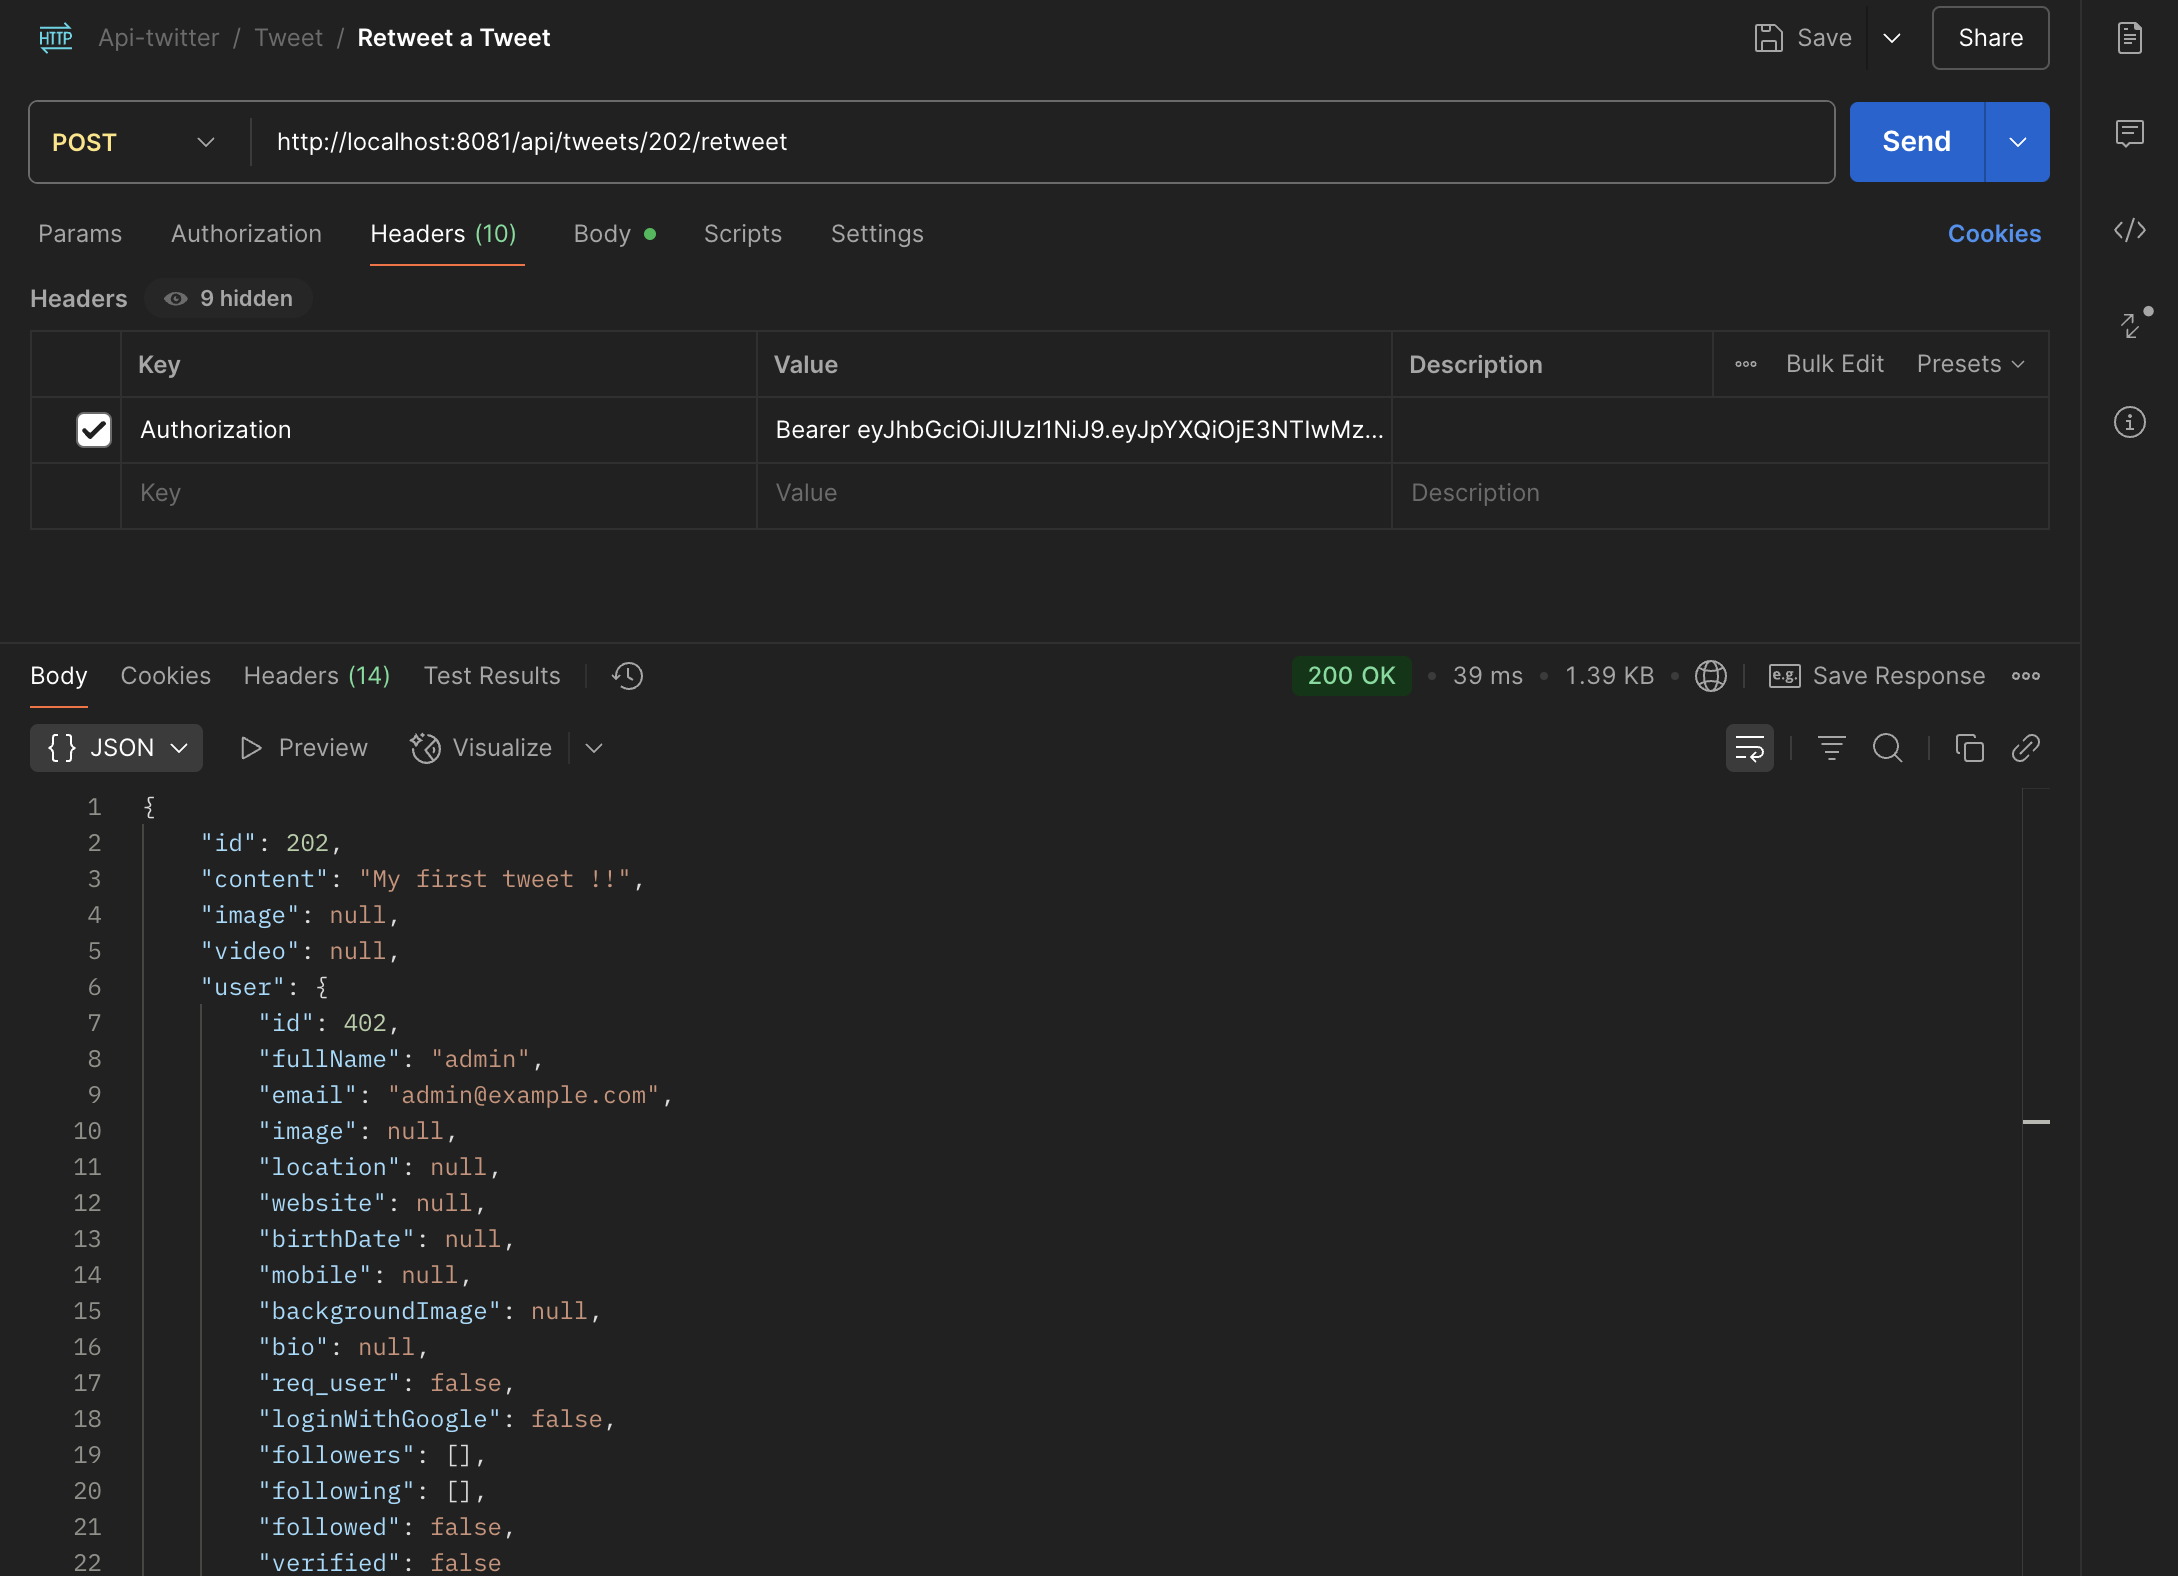 HTTP Api-twitter / Tweet / Retweet a Tweet Save Share
POST http://localhost:8081/api/tweets/202/retweet Send
Params Authorization Headers (10) Body Scripts Settings Cookies
Headers 9 hidden
Key Value Description Bulk Edit Presets
Authorization Bearer eyJhbGciOiJIUzI1NiJ9.eyJpYXQiOjE3NTIwMz...
Key Value Description
Body Cookies Headers (14) Test Results 200 OK • 39 ms • 1.39 KB • e.g. Save Response
{} JSON Preview Visualize
1 {
2 "id": 202,
3 "content": "My first tweet !!",
4 "image": null,
5 "video": null,
6 "user": {
7 "id": 402,
8 "fullName": "admin",
9 "email": "admin@example.com",
10 "image": null,
11 "location": null,
12 "website": null,
13 "birthDate": null,
14 "mobile": null,
15 "backgroundImage": null,
16 "bio": null,
17 "req_user": false,
18 "loginWithGoogle": false,
19 "followers": [],
20 "following": [],
21 "followed": false,
22 "verified": false